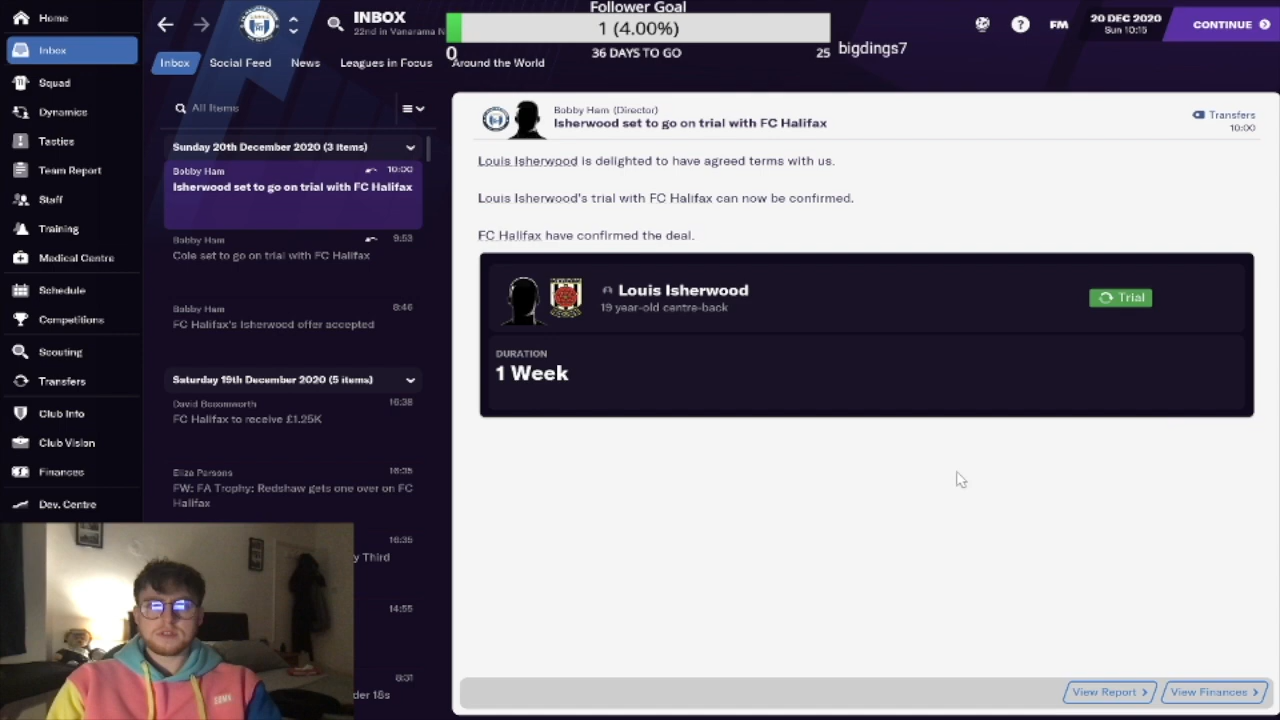 Home
Inbox
Squad
Dynamics
Tactics
Team Report
Staff
Training
Medical Centre
Schedule
Competitions
Scouting
Transfers
Club Info
Club Vision
Finances
Dev. Centre
INBOX
22nd in Vanarama N
Follower Goal
1 (4.00%)
0
36 DAYS TO GO
25
bigdings7
?
FM
20 DEC 2020
Sun 10:15
CONTINUE
Inbox
Social Feed
News
Leagues in Focus
Around the World
All Items
Sunday 20th December 2020 (3 items)
Bobby Ham
10:00
Isherwood set to go on trial with FC Halifax
Bobby Ham
9:53
Cole set to go on trial with FC Halifax
Bobby Ham
8:46
FC Halifax's Isherwood offer accepted
Saturday 19th December 2020 (5 items)
David Bosomworth
16:38
FC Halifax to receive £1.25K
Eliza Parsons
16:35
FW: FA Trophy: Redshaw gets one over on FC
Halifax
16:35
y Third
14:55
8:31
der 18s
Bobby Ham (Director)
Isherwood set to go on trial with FC Halifax
Transfers
10:00
Louis Isherwood is delighted to have agreed terms with us.
Louis Isherwood's trial with FC Halifax can now be confirmed.
FC Halifax have confirmed the deal.
Louis Isherwood
19 year-old centre-back
Trial
DURATION
1 Week
View Report
View Finances